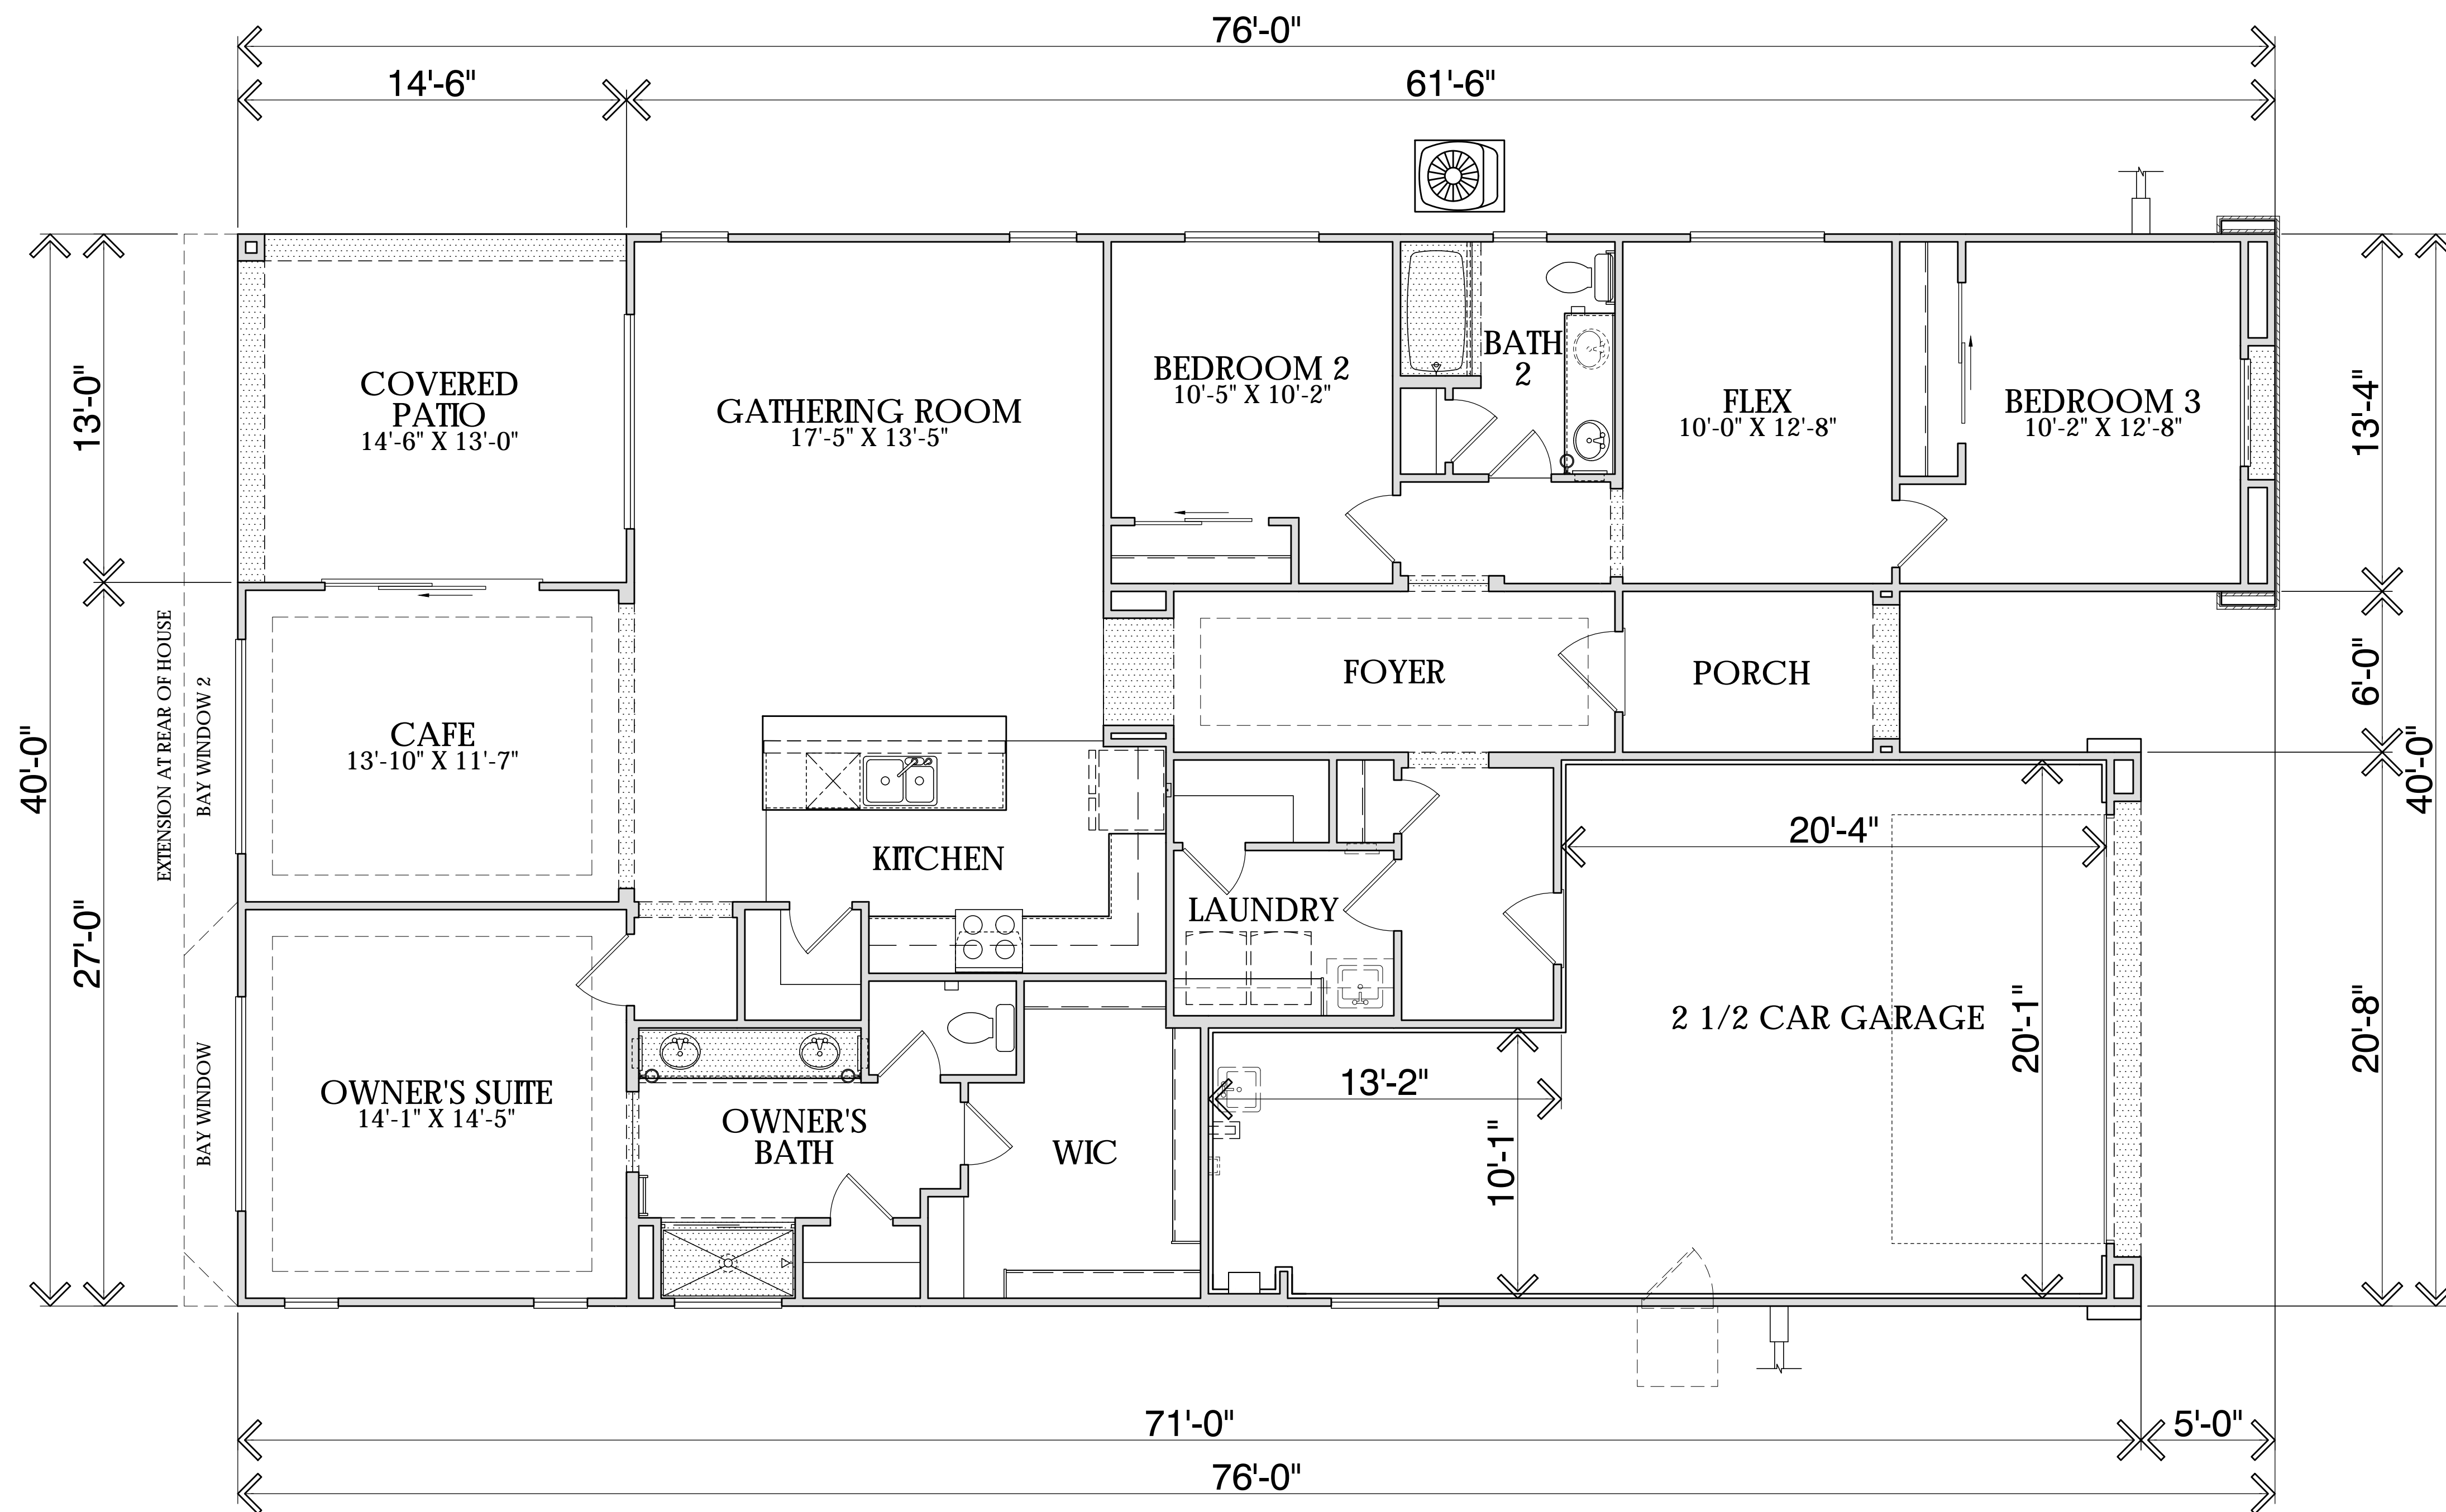 76'-0"
14'-6"
61'-6"
COVERED
PATIO
14'-6" X 13'-0"
GATHERING ROOM
17'-5" X 13'-5"
BEDROOM 2
10'-5" X 10'-2"
BATH
2
FLEX
10'-0" X 12'-8"
BEDROOM 3
10'-2" X 12'-8"
13'-0"
13'-4"
40'-0"
27'-0"
EXTENSION AT REAR OF HOUSE
BAY WINDOW 2
BAY WINDOW
CAFE
13'-10" X 11'-7"
FOYER
PORCH
6'-0"
40'-0"
KITCHEN
LAUNDRY
20'-4"
2 1/2 CAR GARAGE
20'-1"
20'-8"
OWNER'S SUITE
14'-1" X 14'-5"
OWNER'S
BATH
WIC
13'-2"
10'-1"
71'-0"
5'-0"
76'-0"